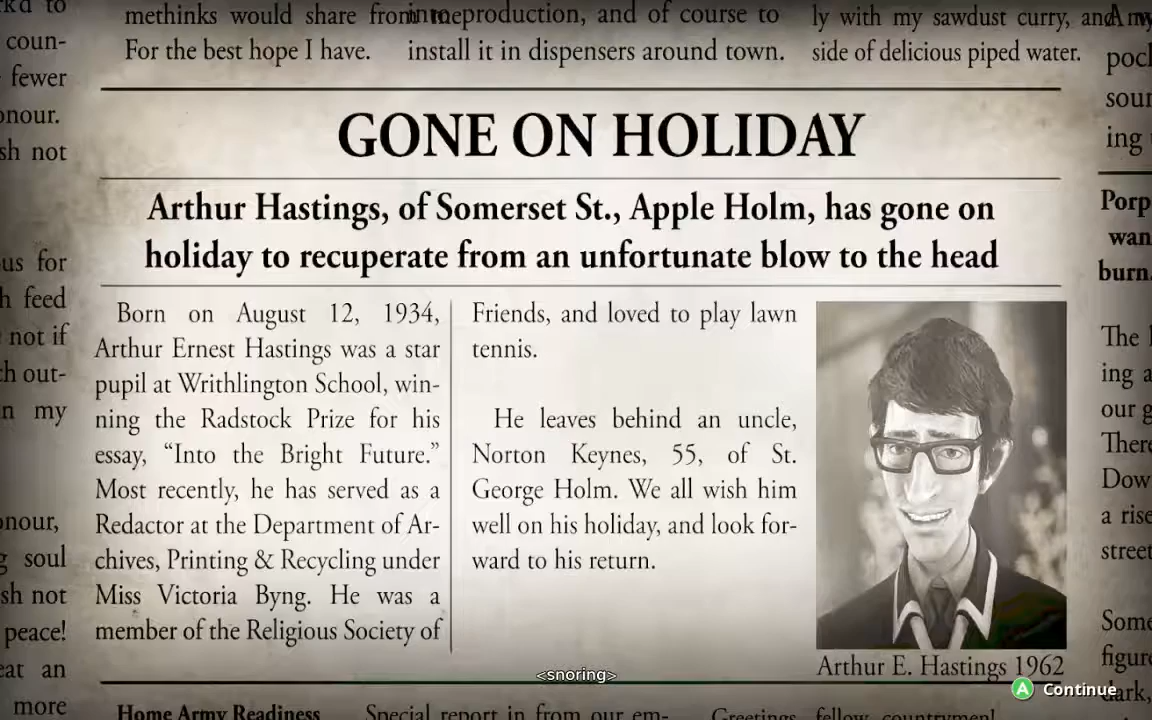 methinks would share from me
For the best hope I have.
in reproduction, and of course to
install it in dispensers around town.
ly with my sawdust curry, and my
side of delicious piped water.
coun-
fewer
onour.
sh not
GONE ON HOLIDAY
Arthur Hastings, of Somerset St., Apple Holm, has gone on
holiday to recuperate from an unfortunate blow to the head
Born on August 12, 1934,
Arthur Ernest Hastings was a star
pupil at Writhlington School, win-
ning the Radstock Prize for his
essay, “Into the Bright Future.”
Most recently, he has served as a
Redactor at the Department of Ar-
chives, Printing & Recycling under
Miss Victoria Byng. He was a
member of the Religious Society of
Friends, and loved to play lawn
tennis.
He leaves behind an uncle,
Norton Keynes, 55, of St.
George Holm. We all wish him
well on his holiday, and look for-
ward to his return.
Arthur E. Hastings 1962
us for
h feed
not if
ch out-
n my
onour,
g soul
sh not
peace!
eat an
more
Porp
wan
burn.
The
ing a
our g
There
Dow
a rise
street
Some
figure
dark,
<snoring>
A Continue
Home Army Readiness
Special report in from our em-
Greetings, fellow countrymen!